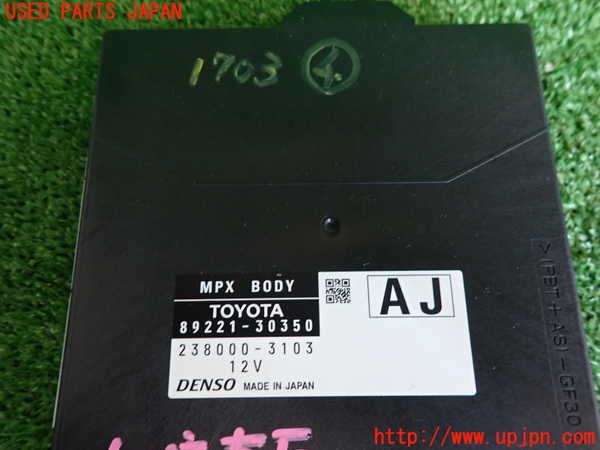 USED PARTS JAPAN
1703
MPX BODY
TOYOTA
89221-30350
238000-3103
12V
DENSO MADE IN JAPAN
AJ
>(PBT+AS)-GF30
http://www.upjpn.com/